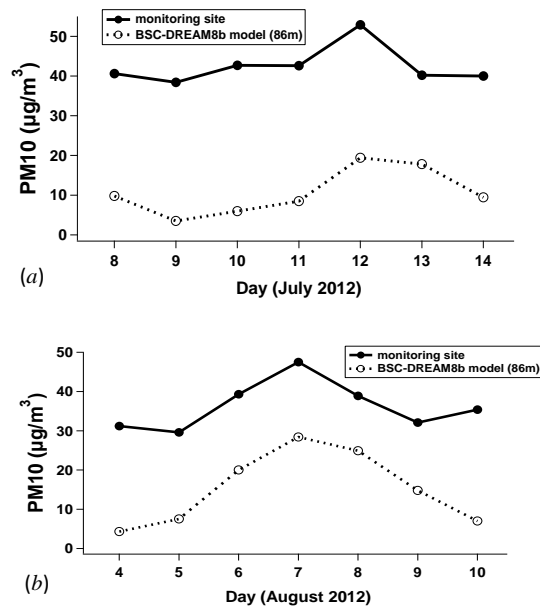 monitoring site
BSC-DREAM8b model (86m)
50
40
30
20
10
0
PM10 (µg/m³)
8 9 10 11 12 13 14
Day (July 2012)
(a)
monitoring site
BSC-DREAM8b model (86m)
50
40
30
20
10
0
PM10 (µg/m³)
4 5 6 7 8 9 10
Day (August 2012)
(b)